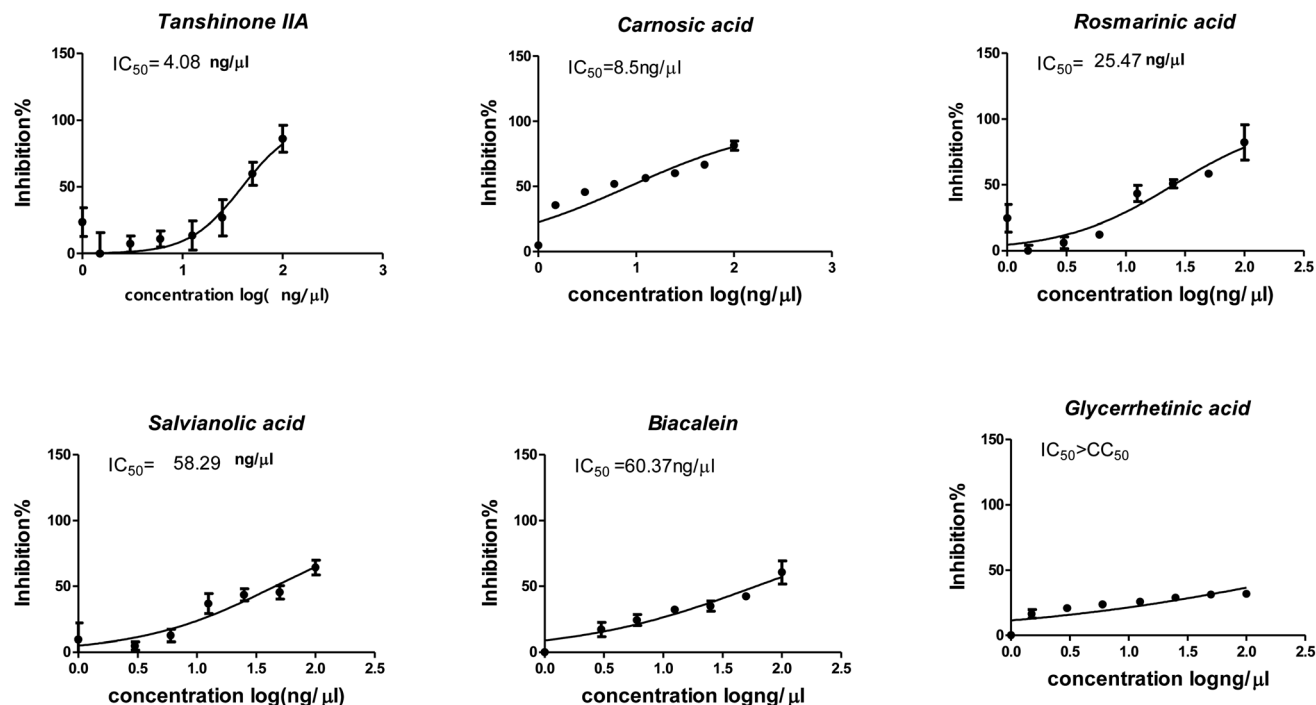 Tanshinone IIA
IC50= 4.08 ng/µl
Inhibition%
150
100
50
0
0
1
2
3
concentration log( ng/µl)
Carnosic acid
IC50=8.5ng/µl
Inhibition%
150
100
50
0
0
1
2
3
concentration log(ng/µl)
Rosmarinic acid
IC50= 25.47 ng/µl
Inhibition%
150
100
50
0
0.0
0.5
1.0
1.5
2.0
2.5
concentration log(ng/µl)
Salvianolic acid
IC50= 58.29 ng/µl
Inhibition%
150
100
50
0
0.0
0.5
1.0
1.5
2.0
2.5
concentration log(ng/µl)
Biacalein
IC50 =60.37ng/µl
Inhibition%
150
100
50
0
0.0
0.5
1.0
1.5
2.0
2.5
concentration logng/µl
Glycerrhetinic acid
IC50>CC50
Inhibition%
150
100
50
0
0.0
0.5
1.0
1.5
2.0
2.5
concentration logng/µl